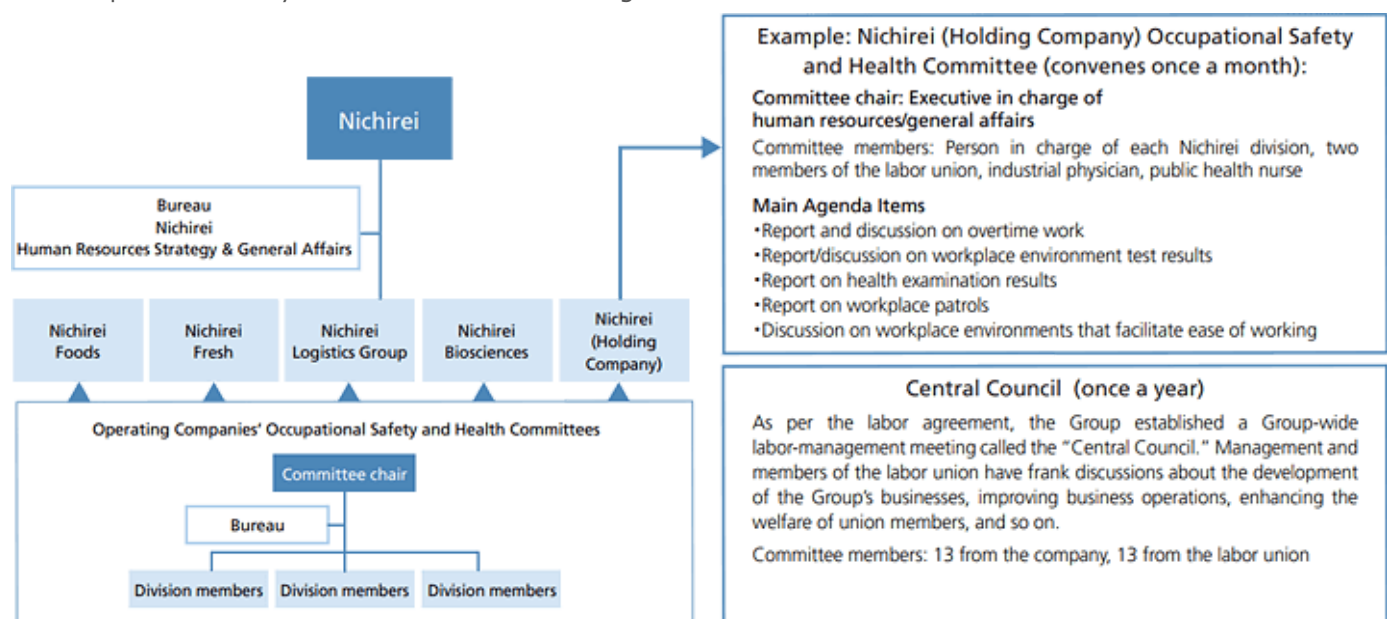 Nichirei
Bureau
Nichirei
Human Resources Strategy & General Affairs
Nichirei
Foods
Nichirei
Fresh
Nichirei
Logistics Group
Nichirei
Biosciences
Nichirei
(Holding
Company)
Operating Companies' Occupational Safety and Health Committees
Committee chair
Bureau
Division members
Division members
Division members
Example: Nichirei (Holding Company) Occupational Safety
and Health Committee (convenes once a month):
Committee chair: Executive in charge of
human resources/general affairs
Committee members: Person in charge of each Nichirei division, two
members of the labor union, industrial physician, public health nurse
Main Agenda Items
・Report and discussion on overtime work
・Report/discussion on workplace environment test results
・Report on health examination results
・Report on workplace patrols
・Discussion on workplace environments that facilitate ease of working
Central Council (once a year)
As per the labor agreement, the Group established a Group-wide
labor-management meeting called the “Central Council.” Management and
members of the labor union have frank discussions about the development
of the Group's businesses, improving business operations, enhancing the
welfare of union members, and so on.
Committee members: 13 from the company, 13 from the labor union